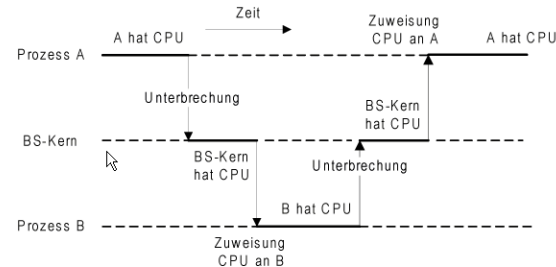 Zeit
Zuweisung
CPU an A
A hat CPU
A hat CPU
Prozess A
Unterbrechung
BS-Kern
hat CPU
BS-Kern
BS-Kern
hat CPU
Unterbrechung
B hat CPU
Prozess B
Zuweisung
CPU an B